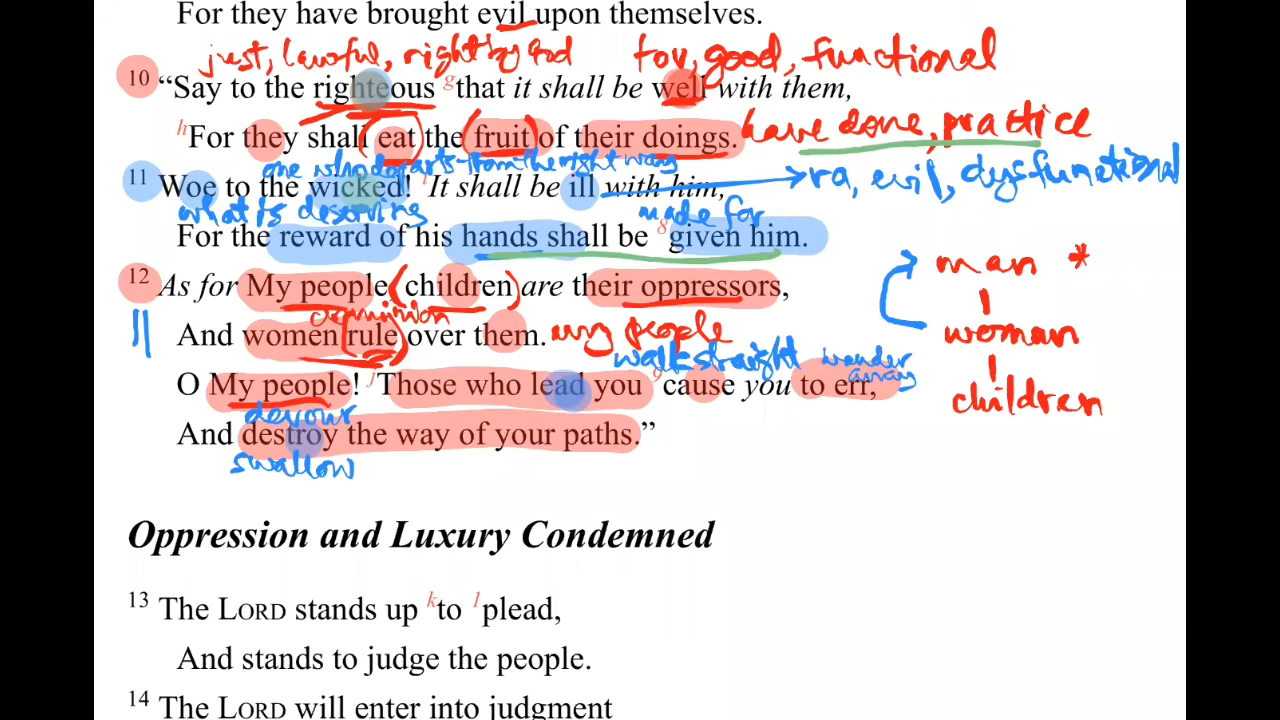 For they have brought evil upon themselves.
just, lawful, right by God tov, good, functional
10 "Say to the righteous g that it shall be well with them,
h For they shall eat the fruit of their doings. have done, practice
one who departs from the right way
11 Woe to the wicked! i It shall be ill with him, ra, evil, dysfunctional
what is deserving made for
For the reward of his hands shall be 8 given him.
man *
12 As for My people, (children) are their oppressors,
dominion
And women rule over them. my people woman
walk straight wander away
O My people! j Those who lead you 9 cause you to err,
children
devour
And destroy the way of your paths."
swallow
Oppression and Luxury Condemned
13 The LORD stands up k to l plead,
And stands to judge the people.
14 The LORD will enter into judgment